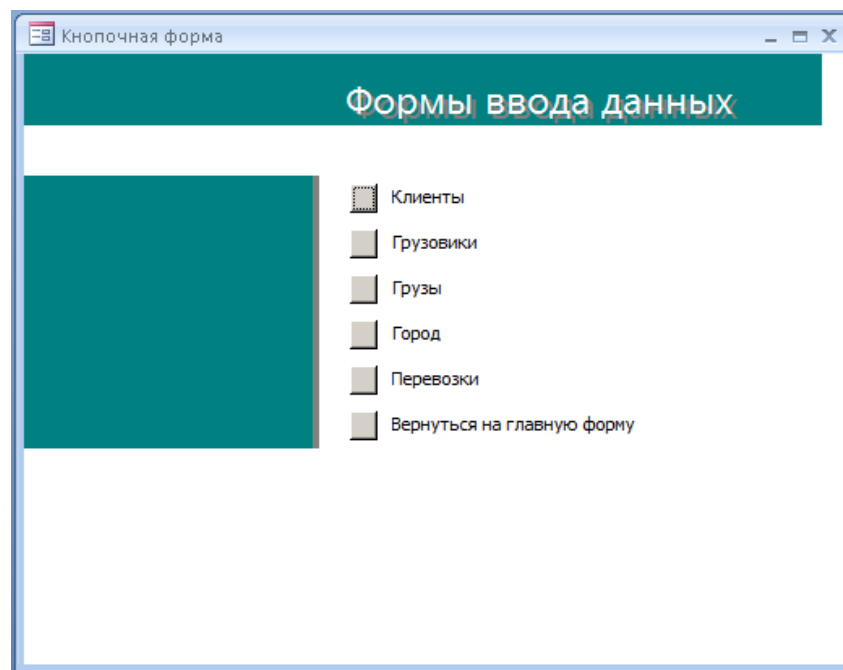 Кнопочная форма
Формы ввода данных
Клиенты
Грузовики
Грузы
Город
Перевозки
Вернуться на главную форму